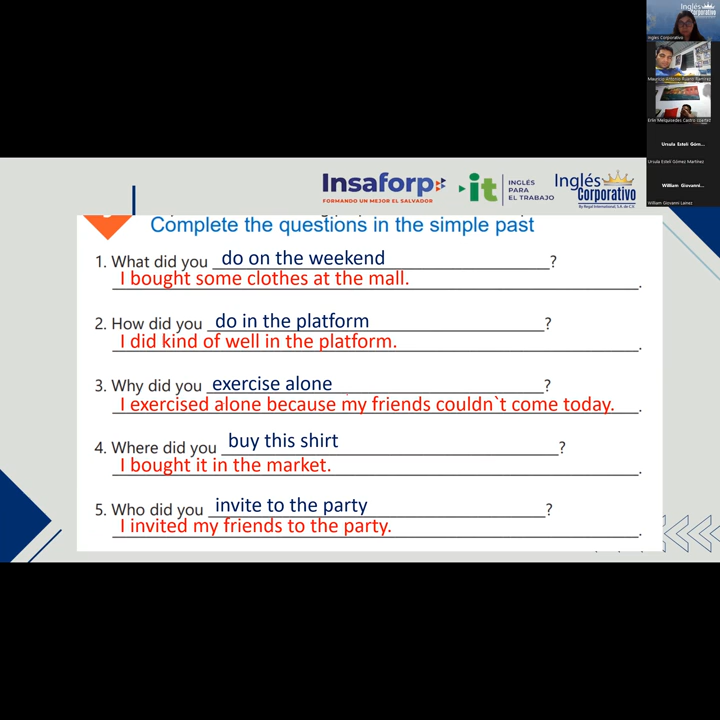 Inglés
Corporativo
Ingles Corporativo
Mauricio Antonio Ruano Ramirez
Erlin Melquisedes Castro
Ursula Esteli Góm...
Ursula Esteli Gómez Martínez
William Giovanni...
William Giovanni Lainez
Insaforp
FORMANDO UN MEJOR EL SALVADOR
it
INGLÉS
PARA
EL TRABAJO
Inglés
Corporativo
By Regal International, S.A. de C.V.
Complete the questions in the simple past
1. What did you do on the weekend ?
I bought some clothes at the mall. .
2. How did you do in the platform ?
I did kind of well in the platform. .
3. Why did you exercise alone ?
I exercised alone because my friends couldn`t come today. .
4. Where did you buy this shirt ?
I bought it in the market. .
5. Who did you invite to the party ?
I invited my friends to the party. .